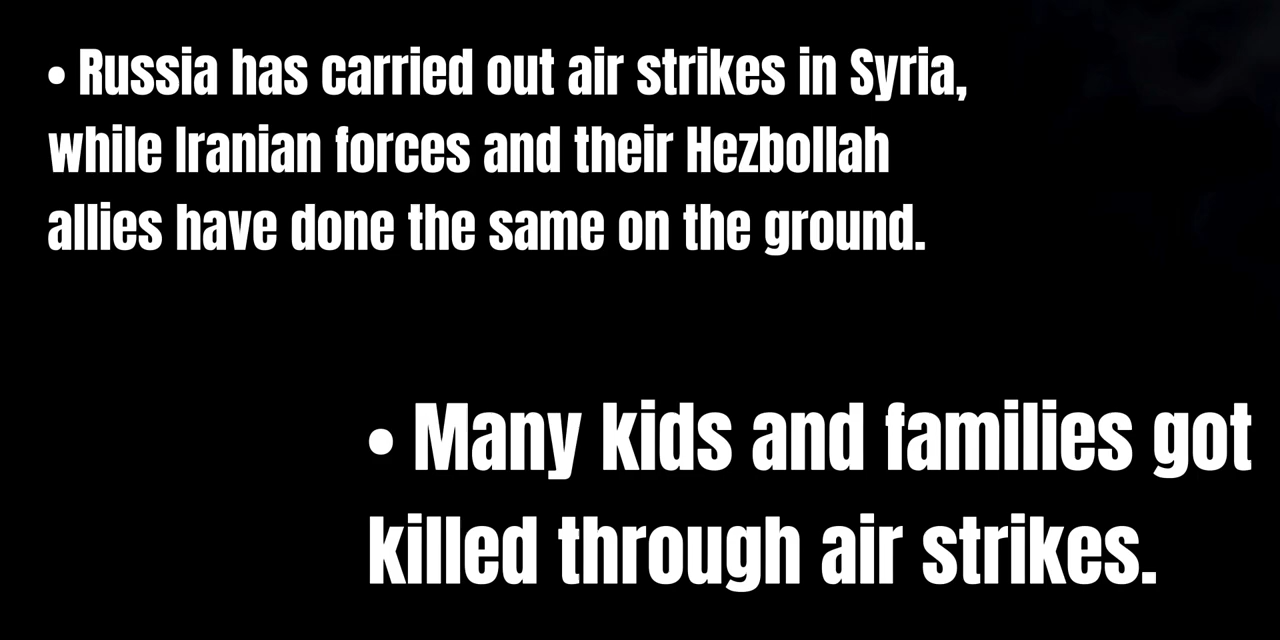 • Russia has carried out air strikes in Syria,
while Iranian forces and their Hezbollah
allies have done the same on the ground.
• Many kids and families got
killed through air strikes.